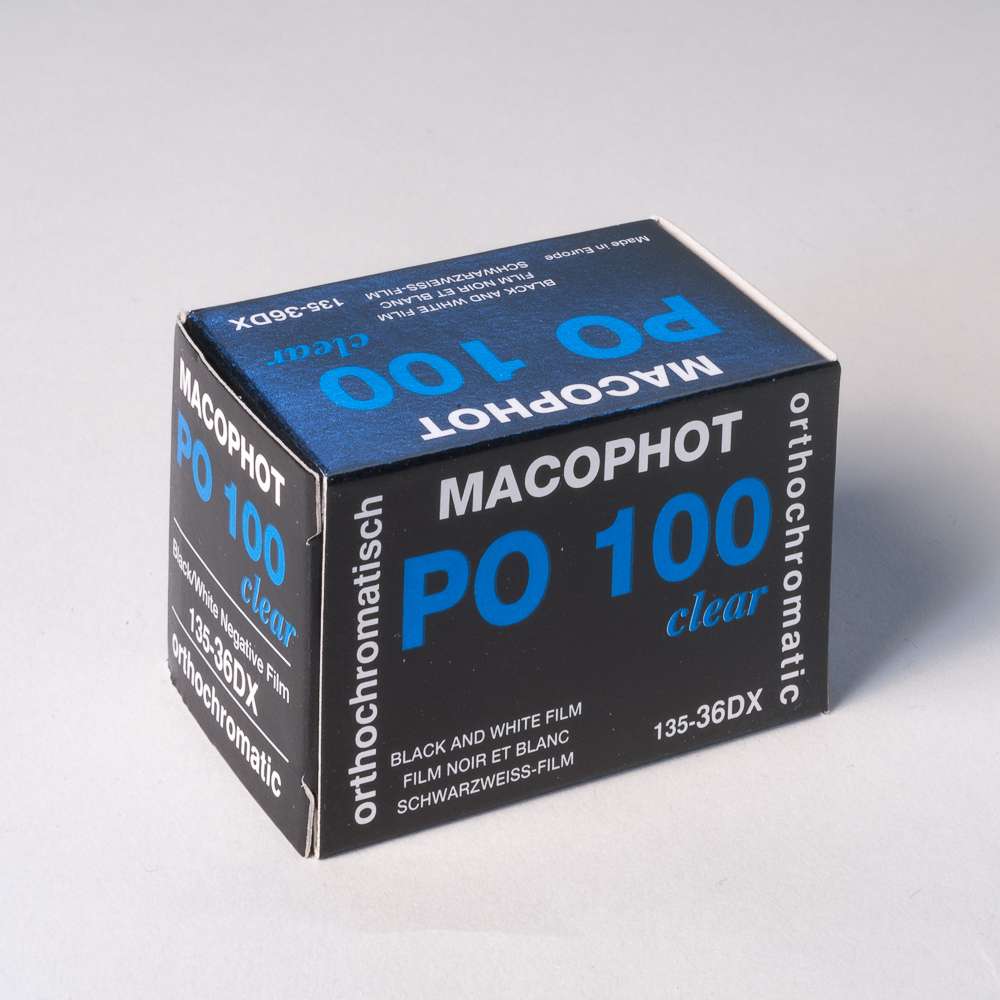 Made in Europe
BLACK AND WHITE FILM
FILM NOIR ET BLANC
SCHWARZWEISS-FILM
135-36DX
clear
PO 100
MACOPHOT
MACOPHOT
PO 100
clear
Black/White Negative Film
135-36DX
orthochromatic
orthochromatisch
MACOPHOT
PO 100
clear
BLACK AND WHITE FILM
FILM NOIR ET BLANC
SCHWARZWEISS-FILM
135-36DX
orthochromatic